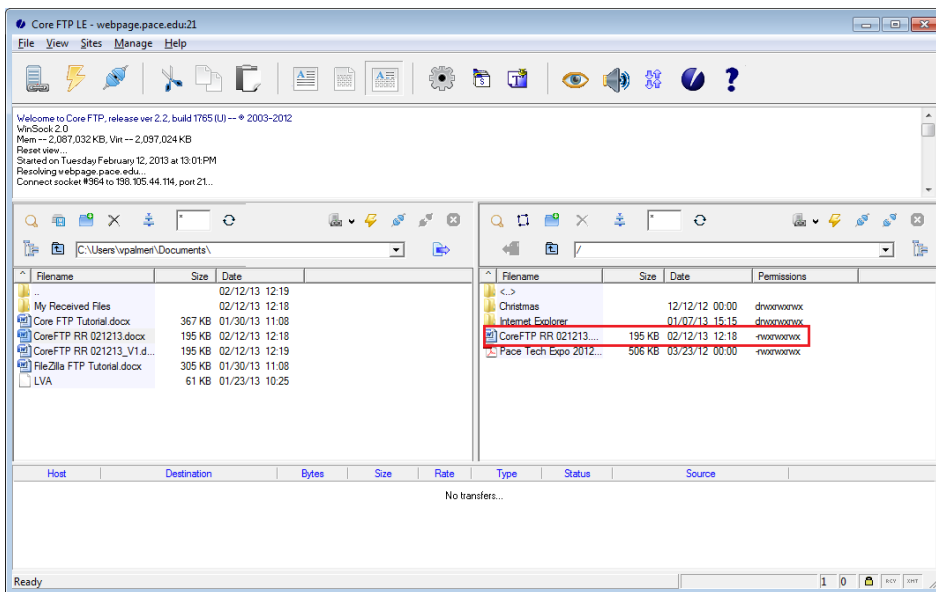 Core FTP LE - webpage.pace.edu:21
File View Sites Manage Help
Welcome to Core FTP, release ver 2.2, build 1765 (U) -- © 2003-2012
WinSock 2.0
Mem -- 2,087,032 KB, Virt -- 2,097,024 KB
Reset view...
Started on Tuesday February 12, 2013 at 13:01:PM
Resolving webpage.pace.edu...
Connect socket #964 to 198.105.44.114, port 21...
C:\Users\vpalmeri\Documents\
Filename Size Date
.. 02/12/13 12:19
My Received Files 02/12/13 12:18
Core FTP Tutorial.docx 367 KB 01/30/13 11:08
CoreFTP RR 021213.docx 195 KB 02/12/13 12:18
CoreFTP RR 021213_V1.d... 195 KB 02/12/13 12:19
FileZilla FTP Tutorial.docx 305 KB 01/30/13 11:08
LVA 61 KB 01/23/13 10:25
/
Filename Size Date Permissions
<..>
Christmas 12/12/12 00:00 drwxrwxrwx
Internet Explorer 01/07/13 15:15 drwxrwxrwx
CoreFTP RR 021213.... 195 KB 02/12/13 12:18 -rwxrwxrwx
Pace Tech Expo 2012... 506 KB 03/23/12 00:00 -rwxrwxrwx
Host Destination Bytes Size Rate Type Status Source
No transfers...
Ready 1 0 RCV XMT